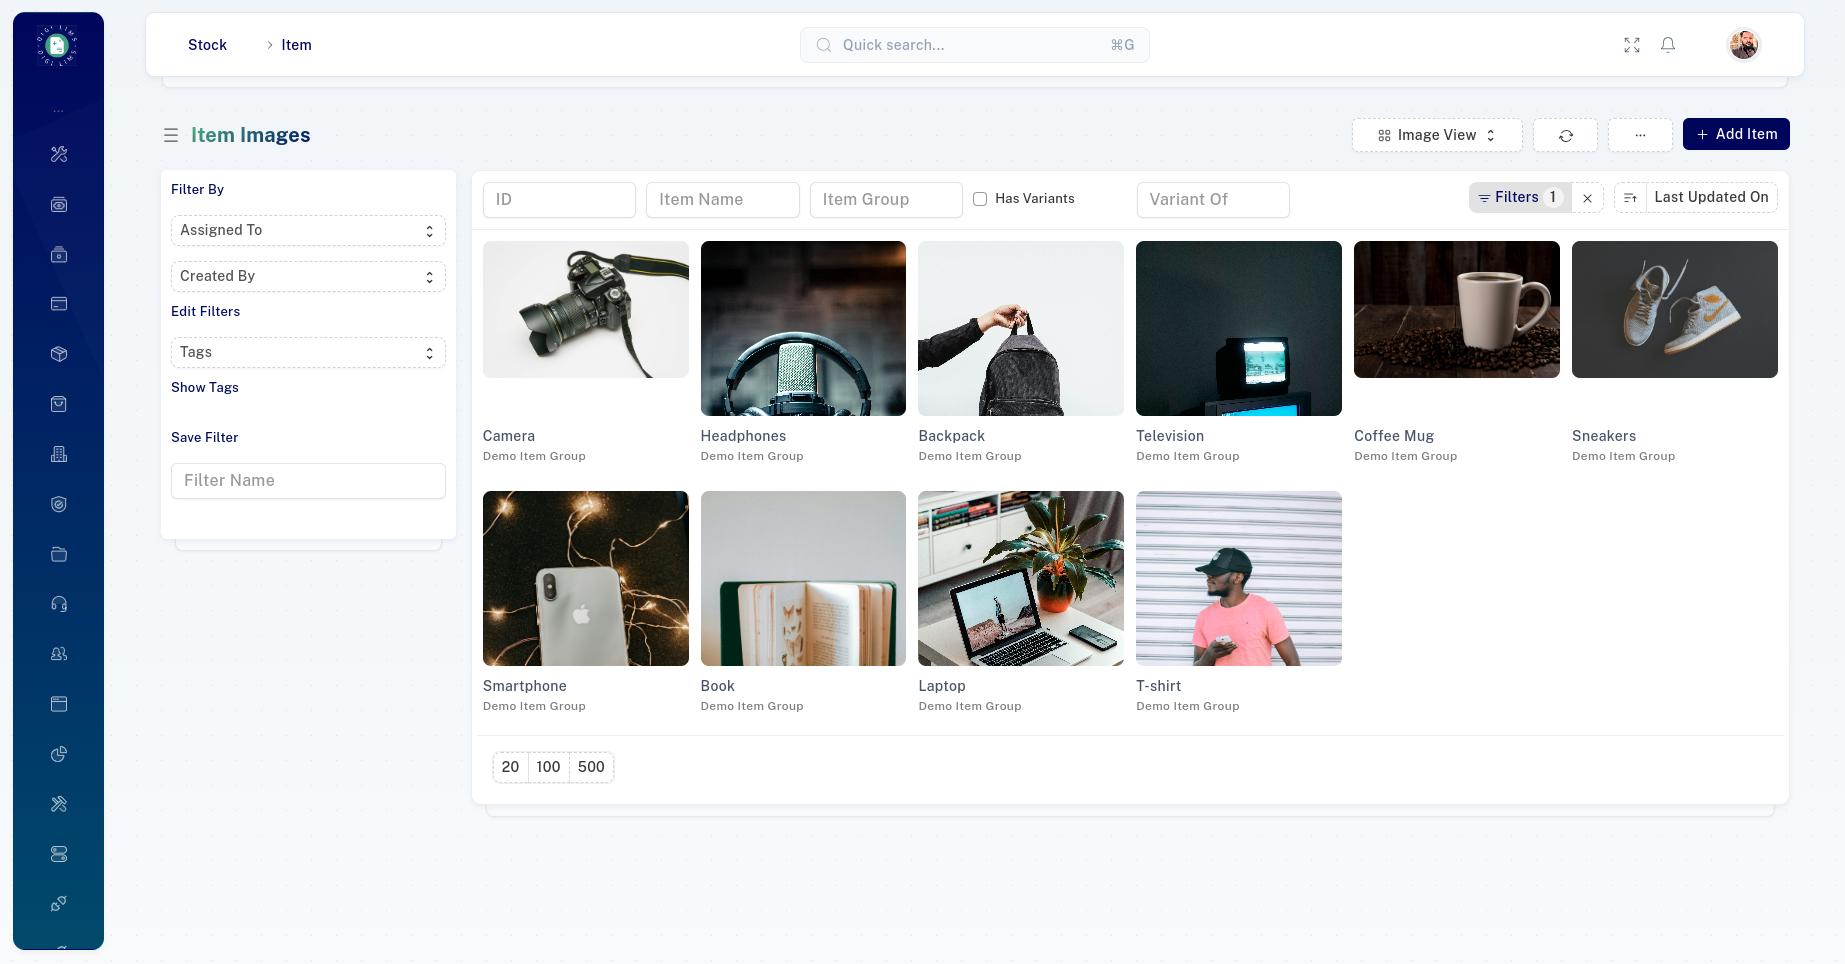 Stock
Item
Quick search...
⌘G
Item Images
Image View
...
+ Add Item
Filter By
Assigned To
Created By
Edit Filters
Tags
Show Tags
Save Filter
Filter Name
ID
Item Name
Item Group
Has Variants
Variant Of
Filters 1
Last Updated On
Camera
Demo Item Group
Headphones
Demo Item Group
Backpack
Demo Item Group
Television
Demo Item Group
Coffee Mug
Demo Item Group
Sneakers
Demo Item Group
Smartphone
Demo Item Group
Book
Demo Item Group
Laptop
Demo Item Group
T-shirt
Demo Item Group
20
100
500